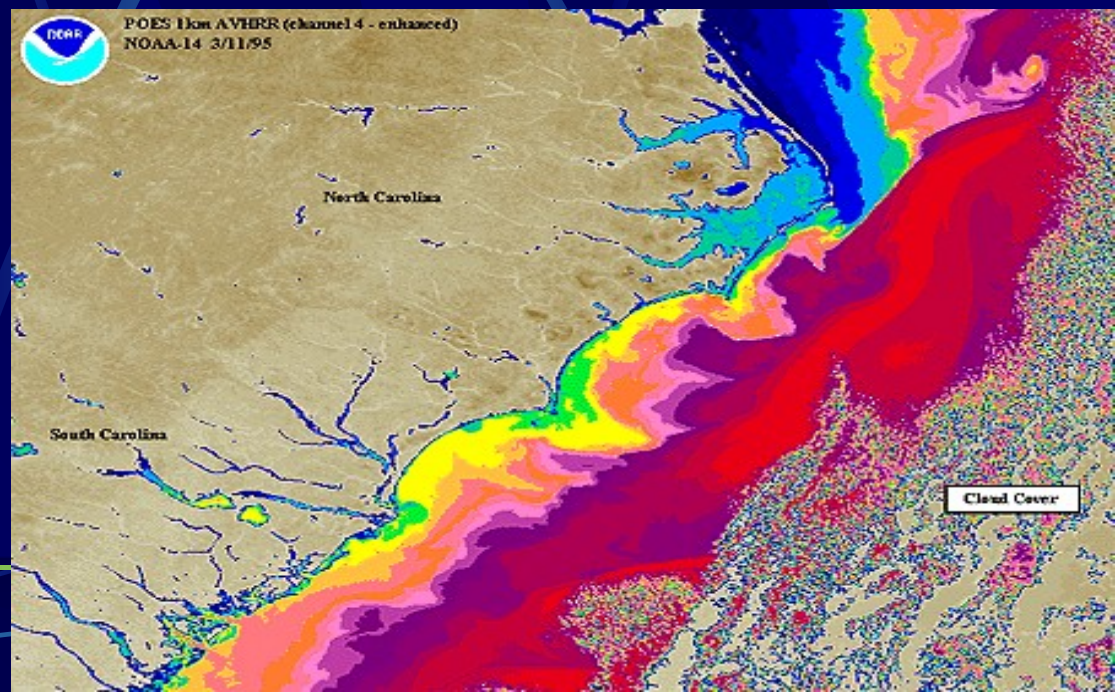 NOAA
POES 1km AVHRR (channel 4 - enhanced)
NOAA-14 3/11/95
North Carolina
South Carolina
Cloud Cover